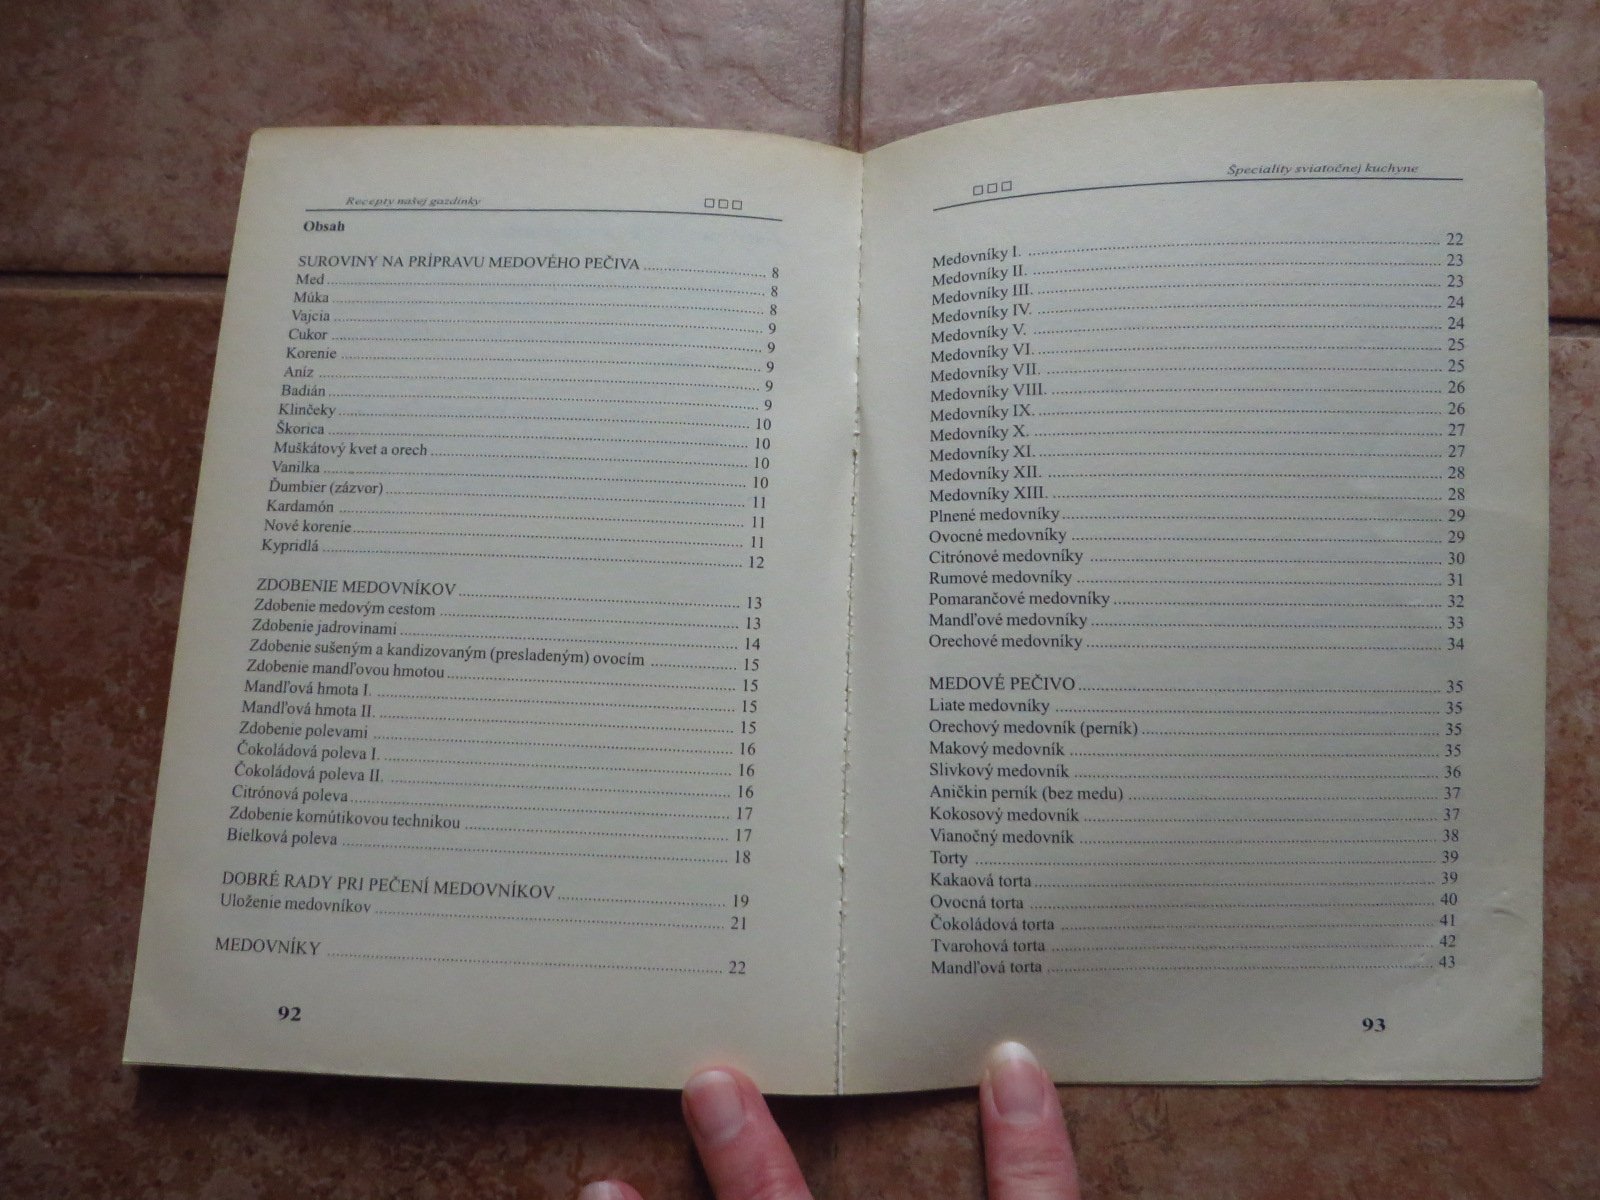 Recepty našej gazdinky
Obsah
SUROVINY NA PRÍPRAVU MEDOVÉHO PEČIVA 8
Med 8
Múka 8
Vajcia 9
Cukor 9
Korenie 9
Aníz 9
Badián 9
Klinčeky 10
Škorica 10
Muškátový kvet a orech 10
Vanilka 10
Ďumbier (zázvor) 11
Kardamón 11
Nové korenie 11
Kypridlá 12
ZDOBENIE MEDOVNÍKOV 13
Zdobenie medovým cestom 13
Zdobenie jadrovinami 14
Zdobenie sušeným a kandizovaným (presladeným) ovocím 15
Zdobenie mandľovou hmotou 15
Mandľová hmota I. 15
Mandľová hmota II. 15
Zdobenie polevami 16
Čokoládová poleva I. 16
Čokoládová poleva II. 16
Citrónová poleva 17
Zdobenie kornútikovou technikou 17
Bielková poleva 18
DOBRÉ RADY PRI PEČENÍ MEDOVNÍKOV 19
Uloženie medovníkov 21
MEDOVNÍKY 22
92
Špeciality sviatočnej kuchyne
Medovníky I. 22
Medovníky II. 23
Medovníky III. 23
Medovníky IV. 24
Medovníky V. 24
Medovníky VI. 25
Medovníky VII. 25
Medovníky VIII. 26
Medovníky IX. 26
Medovníky X. 27
Medovníky XI. 27
Medovníky XII. 28
Medovníky XIII. 28
Plnené medovníky 29
Ovocné medovníky 29
Citrónové medovníky 30
Rumové medovníky 31
Pomarančové medovníky 32
Mandľové medovníky 33
Orechové medovníky 34
MEDOVÉ PEČIVO 35
Liate medovníky 35
Orechový medovník (perník) 35
Makový medovník 35
Slivkový medovník 36
Aničkin perník (bez medu) 37
Kokosový medovník 37
Vianočný medovník 38
Torty 39
Kakaová torta 39
Ovocná torta 40
Čokoládová torta 41
Tvarohová torta 42
Mandľová torta 43
93